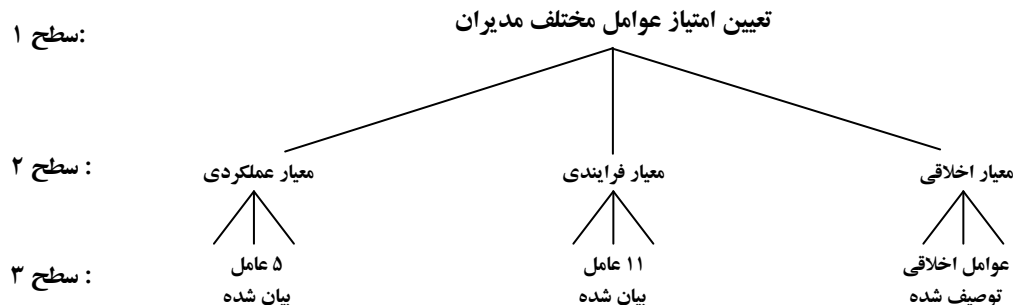 تعیین امتیاز عوامل مختلف مدیران
سطح ۱:
سطح ۲ :
معیار اخلاقی
معیار فرایندی
معیار عملکردی
سطح ۳ :
عوامل اخلاقی
توصیف شده
۱۱ عامل
بیان شده
۵ عامل
بیان شده